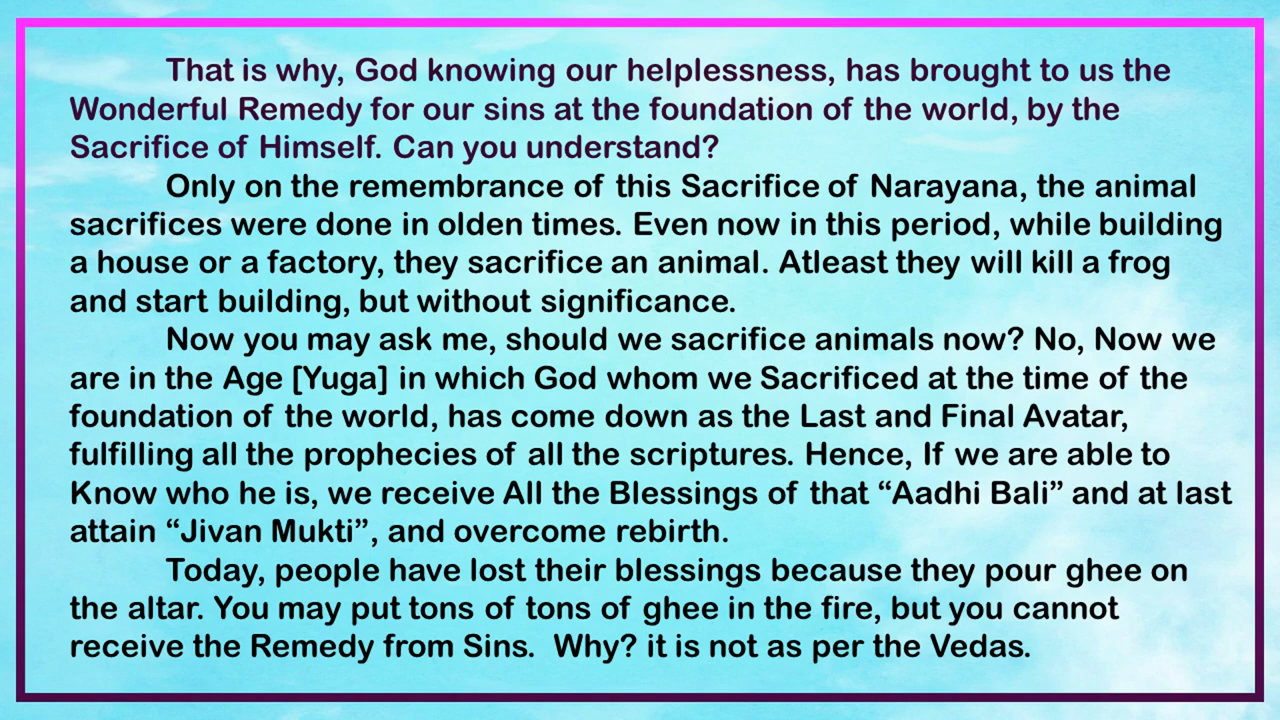 That is why, God knowing our helplessness, has brought to us the
Wonderful Remedy for our sins at the foundation of the world, by the
Sacrifice of Himself. Can you understand?
Only on the remembrance of this Sacrifice of Narayana, the animal
sacrifices were done in olden times. Even now in this period, while building
a house or a factory, they sacrifice an animal. Atleast they will kill a frog
and start building, but without significance.
Now you may ask me, should we sacrifice animals now? No, Now we
are in the Age [Yuga] in which God whom we Sacrificed at the time of the
foundation of the world, has come down as the Last and Final Avatar,
fulfilling all the prophecies of all the scriptures. Hence, If we are able to
Know who he is, we receive All the Blessings of that “Aadhi Bali” and at last
attain “Jivan Mukti”, and overcome rebirth.
Today, people have lost their blessings because they pour ghee on
the altar. You may put tons of tons of ghee in the fire, but you cannot
receive the Remedy from Sins. Why? it is not as per the Vedas.